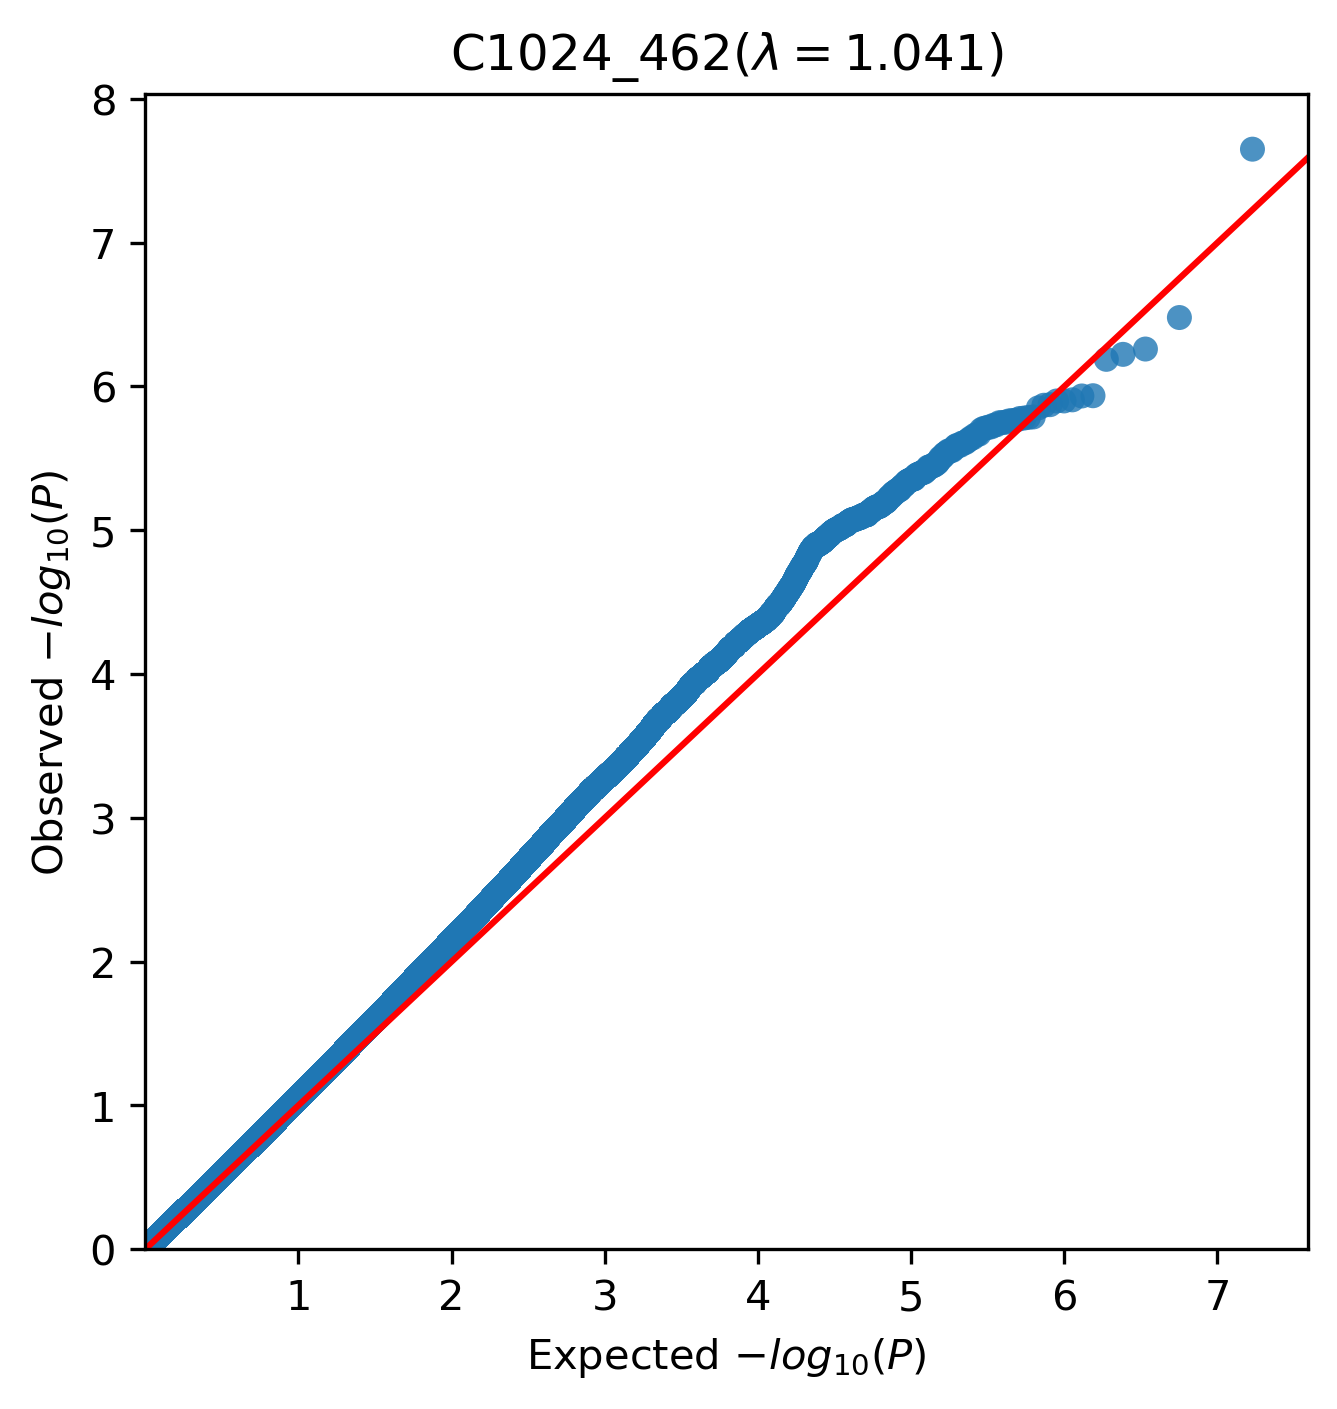 C1024_462(λ = 1.041)
8
7
6
5
4
3
2
1
0
Observed −log10(P)
1 2 3 4 5 6 7
Expected −log10(P)